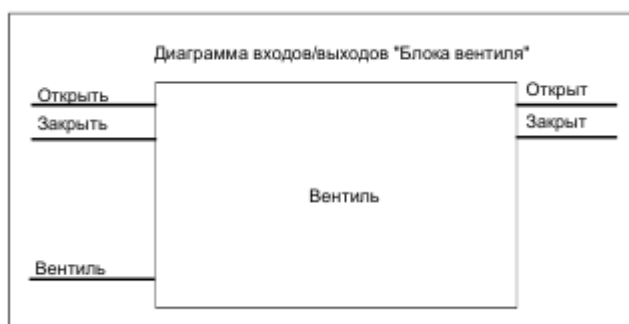 Диаграмма входов/выходов "Блока вентиля"
Открыть
Открыт
Закрыть
Закрыт
Вентиль
Вентиль